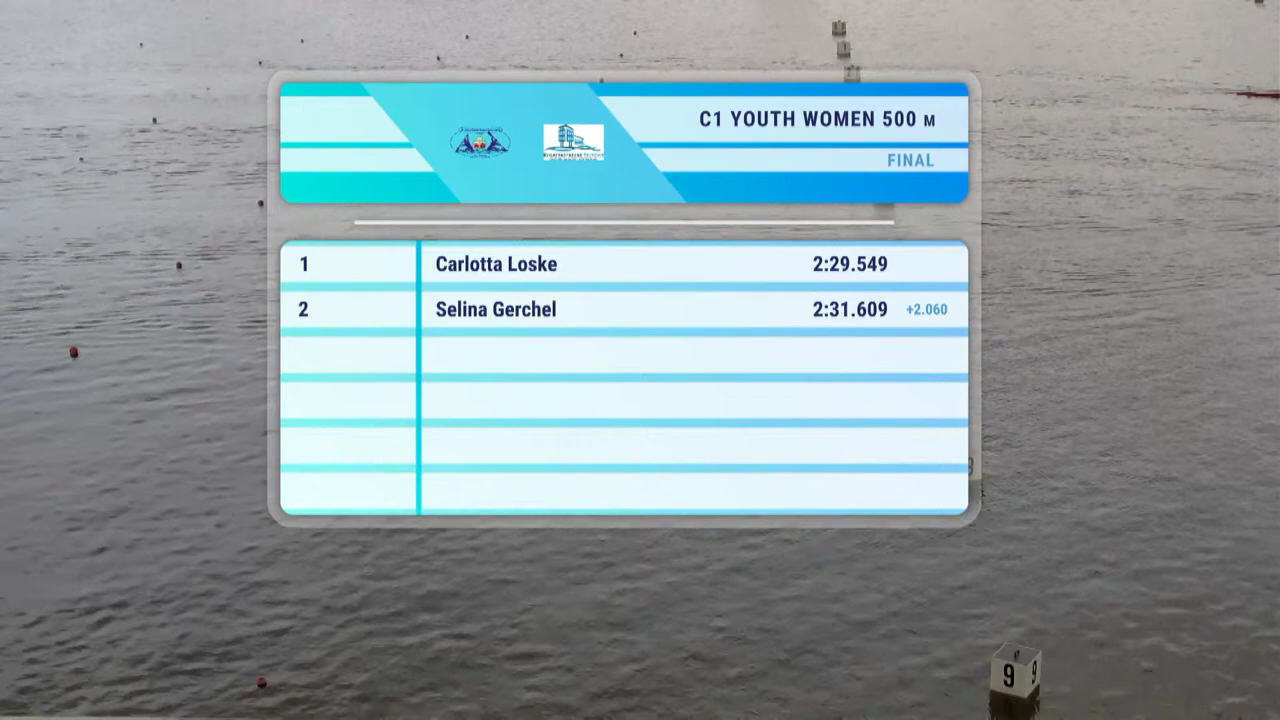 C1 YOUTH WOMEN 500 M
FINAL
1 Carlotta Loske 2:29.549
2 Selina Gerchel 2:31.609 +2.060
9 9